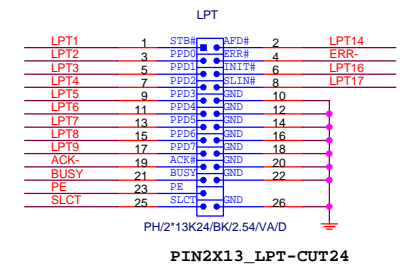 LPT
LPT1 1 STB# AFD# 2 LPT14
LPT2 3 PPD0 ERR# 4 ERR-
LPT3 5 PPD1 INIT# 6 LPT16
LPT4 7 PPD2 SLIN# 8 LPT17
LPT5 9 PPD3 GND 10
LPT6 11 PPD4 GND 12
LPT7 13 PPD5 GND 14
LPT8 15 PPD6 GND 16
LPT9 17 PPD7 GND 18
ACK- 19 ACK# GND 20
BUSY 21 BUSY GND 22
PE 23 PE
SLCT 25 SLCT GND 26
PH/2*13K24/BK/2.54/VA/D
PIN2X13_LPT-CUT24